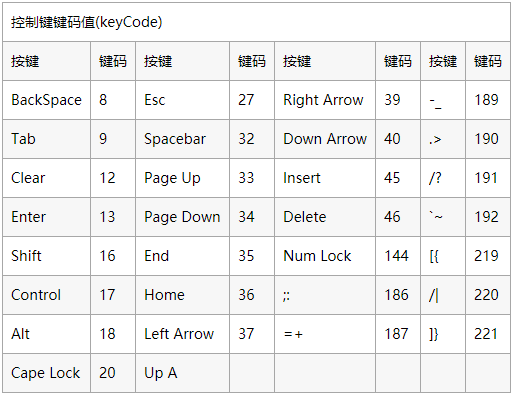 控制键键码值(keyCode)
按键 键码 按键 键码 按键 键码 按键 键码
BackSpace 8 Esc 27 Right Arrow 39 -_ 189
Tab 9 Spacebar 32 Down Arrow 40 .> 190
Clear 12 Page Up 33 Insert 45 /? 191
Enter 13 Page Down 34 Delete 46 `~ 192
Shift 16 End 35 Num Lock 144 [{ 219
Control 17 Home 36 ;: 186 /| 220
Alt 18 Left Arrow 37 =+ 187 ]} 221
Cape Lock 20 Up A